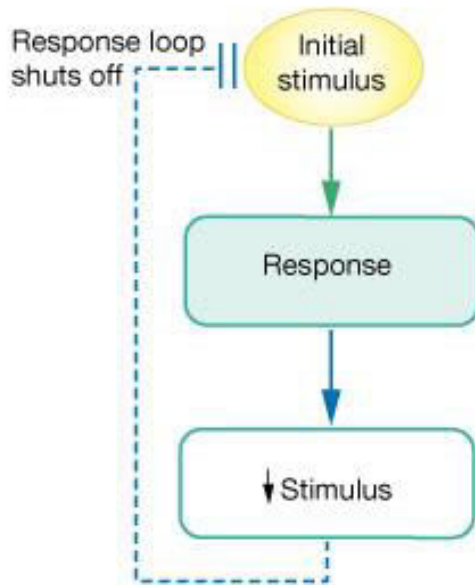 Response loop
shuts off
Initial
stimulus
Response
↓ Stimulus